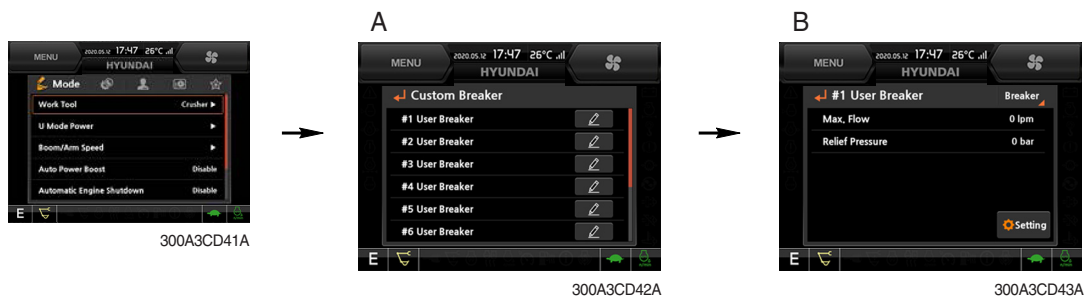 A
B
MENU
2020.05.12 17:47 26°C
HYUNDAI
Mode
Work Tool Crusher ▶
U Mode Power ▶
Boom/Arm Speed ▶
Auto Power Boost Disable
Automatic Engine Shutdown Disable
E
300A3CD41A
MENU
2020.05.12 17:47 26°C
HYUNDAI
Custom Breaker
#1 User Breaker
#2 User Breaker
#3 User Breaker
#4 User Breaker
#5 User Breaker
#6 User Breaker
E
300A3CD42A
MENU
2020.05.12 17:47 26°C
HYUNDAI
#1 User Breaker Breaker
Max. Flow 0 lpm
Relief Pressure 0 bar
Setting
E
300A3CD43A